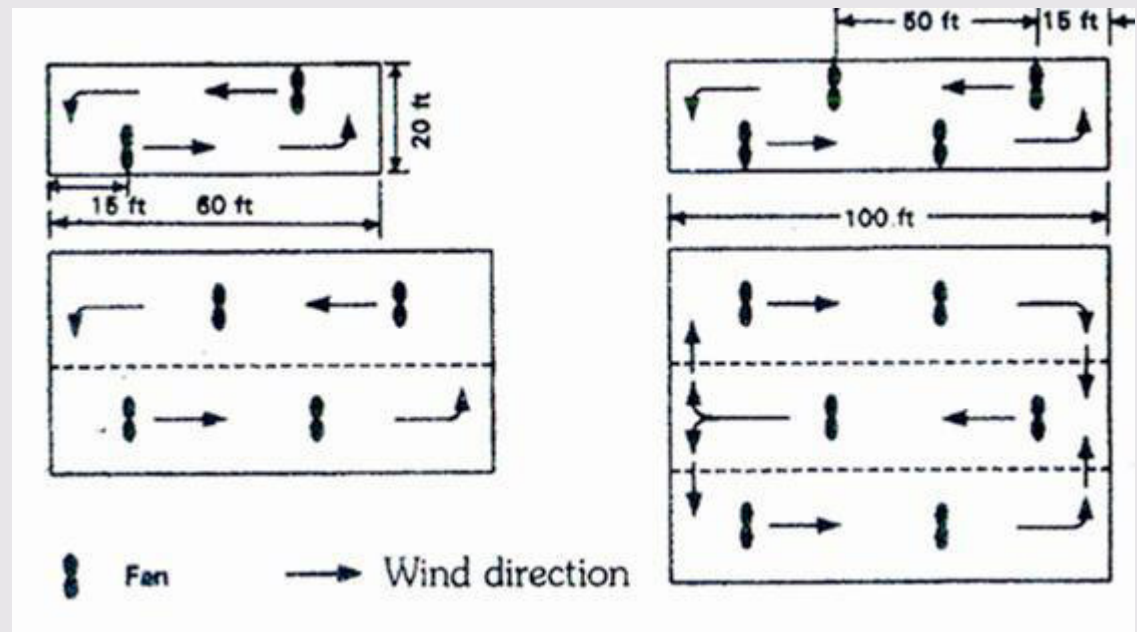 50 ft 15 ft
20 ft
15 ft 60 ft
100 ft
Fan Wind direction